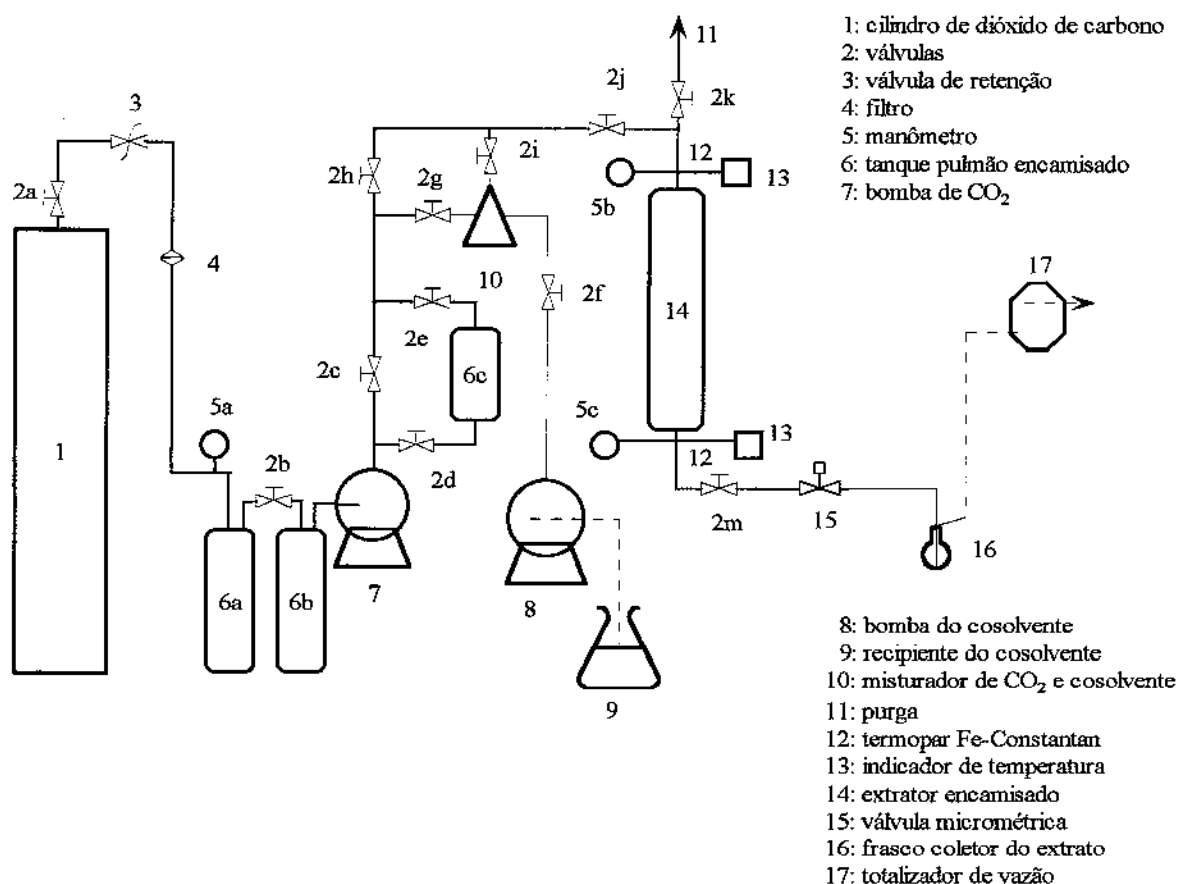 1: cilindro de dióxido de carbono
2: válvulas
3: válvula de retenção
4: filtro
5: manômetro
6: tanque pulmão encamisado
7: bomba de CO₂
11
2j
2k
3
2i
12
13
2a
2h
2g
5b
4
10
2f
17
14
2e
2c
6c
5a
5c
13
1
2b
12
2d
2m
15
16
6a
6b
7
8
9
8: bomba do cosolvente
9: recipiente do cosolvente
10: misturador de CO₂ e cosolvente
11: purga
12: termopar Fe-Constantan
13: indicador de temperatura
14: extrator encamisado
15: válvula micrométrica
16: frasco coletor do extrato
17: totalizador de vazão